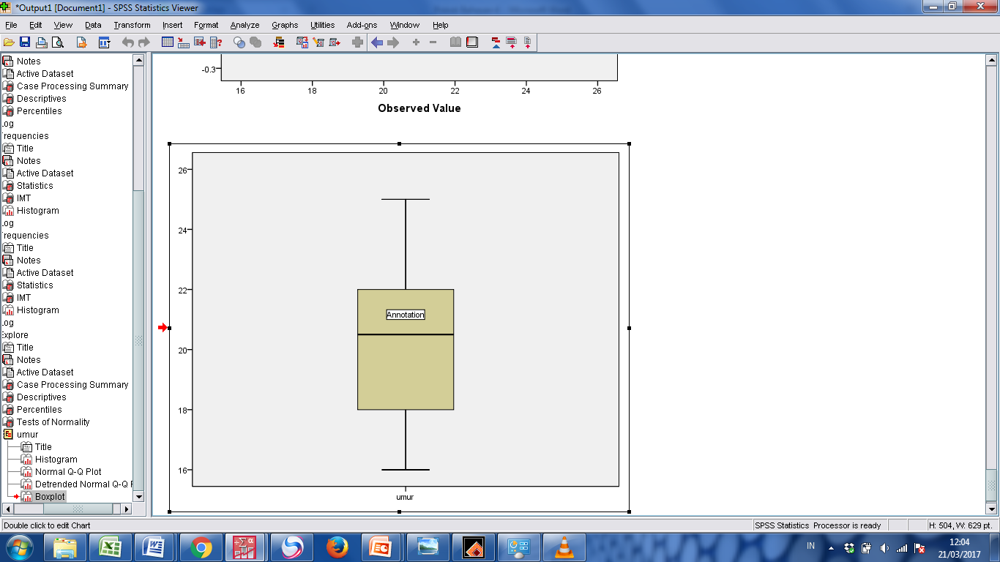 *Output1 [Document1] - SPSS Statistics Viewer
File Edit View Data Transform Insert Format Analyze Graphs Utilities Add-ons Window Help
Notes
Active Dataset
Case Processing Summary
Descriptives
Percentiles
.og
requencies
Title
Notes
Active Dataset
Statistics
IMT
Histogram
.og
requencies
Title
Notes
Active Dataset
Statistics
IMT
Histogram
.og
Explore
Title
Notes
Active Dataset
Case Processing Summary
Descriptives
Percentiles
Tests of Normality
umur
Title
Histogram
Normal Q-Q Plot
Detrended Normal Q-Q
Boxplot
-0.3
16 18 20 22 24 26
Observed Value
26
24
22
Annotation
20
18
16
umur
Double click to edit Chart
SPSS Statistics Processor is ready
H: 504, W: 629 pt.
IN
12:04
21/03/2017